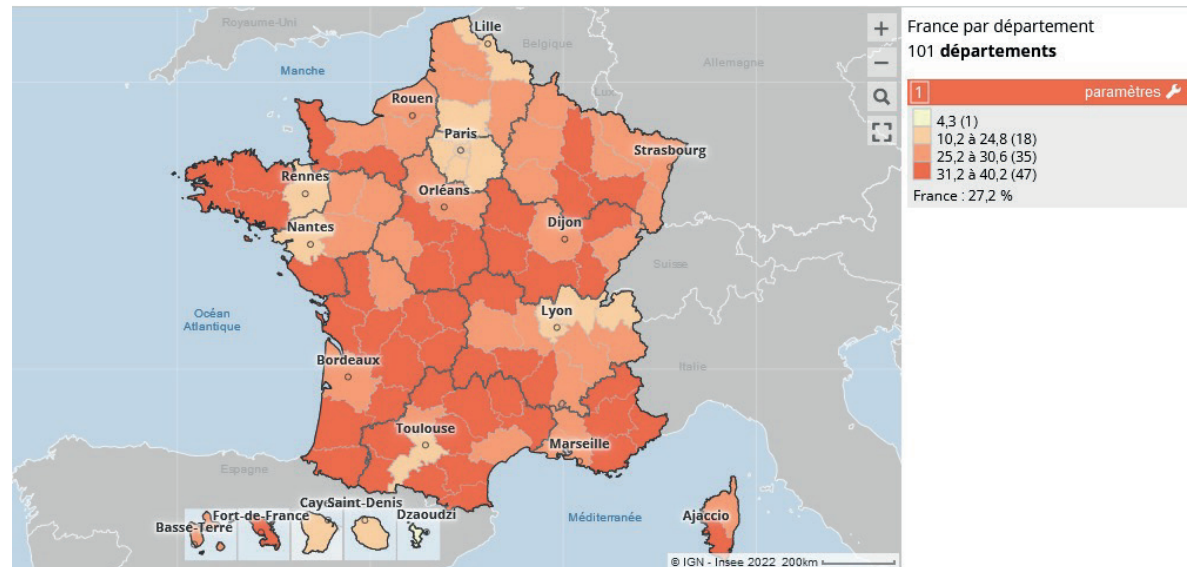 Royaume-Uni
Lille
Belgique
Manche
Allemagne
Lux
Rouen
Paris
Strasbourg
Rennes
Orléans
Nantes
Dijon
Suisse
Océan
Atlantique
Lyon
Bordeaux
Italie
Toulouse
Marseille
Espagne
Basse-Terre
Fort-de-France
Saint-Denis
Dzaoudzi
Méditerranée
Ajaccio
© IGN - Insee 2022 200km
France par département
101 départements
1 paramètres
4,3 (1)
10,2 à 24,8 (18)
25,2 à 30,6 (35)
31,2 à 40,2 (47)
France : 27,2 %